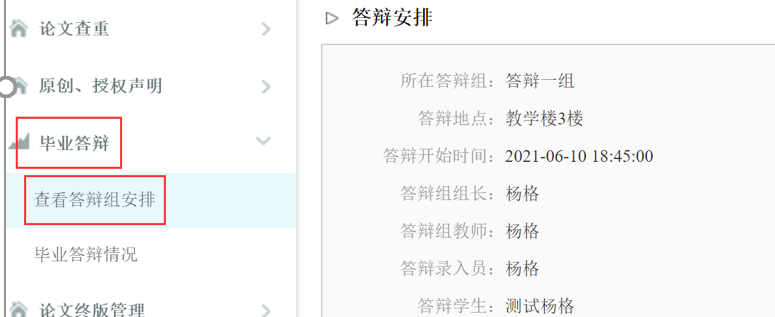 论文查重
原创、授权声明
毕业答辩
查看答辩组安排
毕业答辩情况
论文终版管理
答辩安排
所在答辩组：答辩一组
答辩地点：教学楼3楼
答辩开始时间：2021-06-10 18:45:00
答辩组组长：杨格
答辩组教师：杨格
答辩录入员：杨格
答辩学生：测试杨格